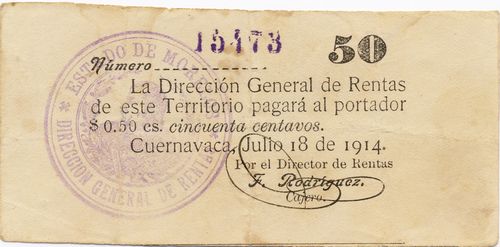 15473
50
Número
La Dirección General de Rentas
de este Territorio pagará al portador
$ 0.50 cs. cincuenta centavos.
Cuernavaca, Julio 18 de 1914.
Por el Director de Rentas
F. Rodríguez.
Cajero.
ESTADO DE MOR
DIRECCION GENERAL DE RENTAS